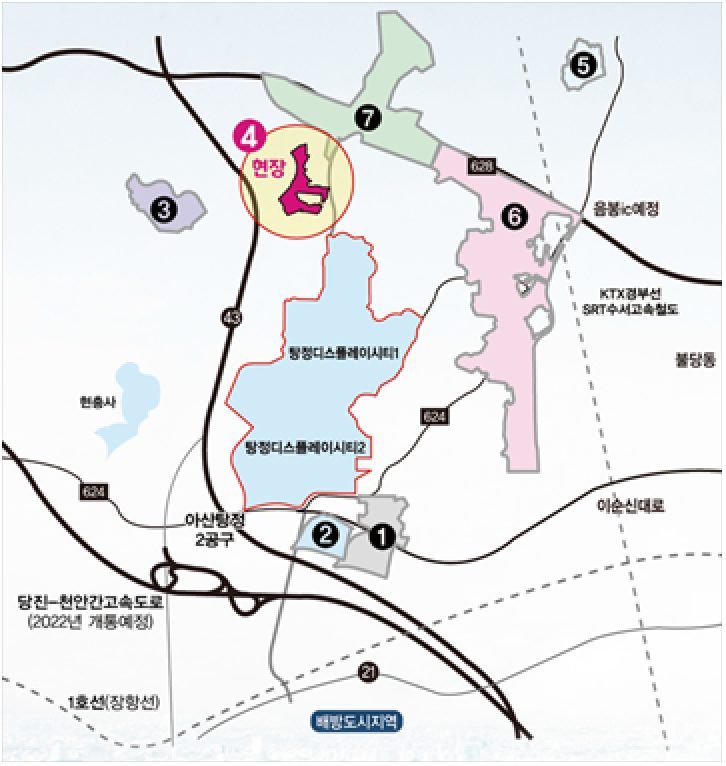 5
7
4
현장
628
3
6
음봉ic예정
KTX경부선
SRT수서고속철도
43
탕정디스플레이시티1
불당동
현충사
624
탕정디스플레이시티2
624
이순신대로
아산탕정
2공구
2
1
당진-천안간고속도로
(2022년 개통예정)
21
1호선(장항선)
배방도시지역